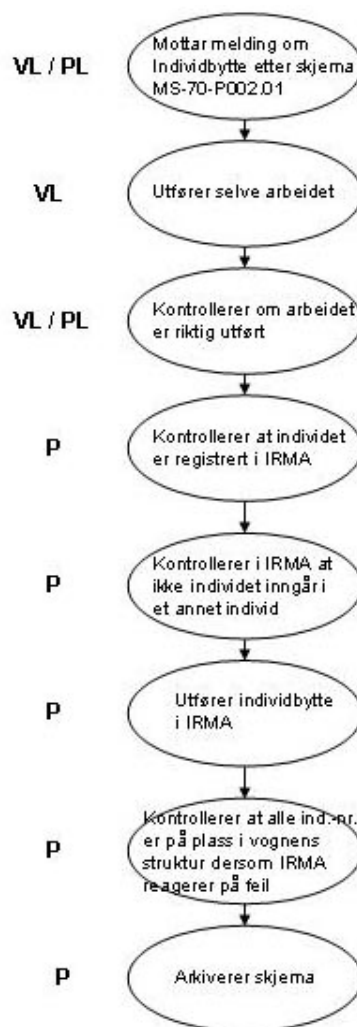 Mottar melding om
VL / PL
Individbytte etter skjema
MS-70-P002.01
VL
Utfører selve arbeidet
VL / PL
Kontrollerer om arbeidet
er riktig utført
P
Kontrollerer at individet
er registrert i IRMA
P
Kontrollerer i IRMA at
ikke individet inngår i
et annet individ
P
Utfører individbytte
i IRMA
P
Kontrollerer at alle ind.-nr.
er på plass i vognens
struktur dersom IRMA
reagerer på feil
P
Arkiverer skjema